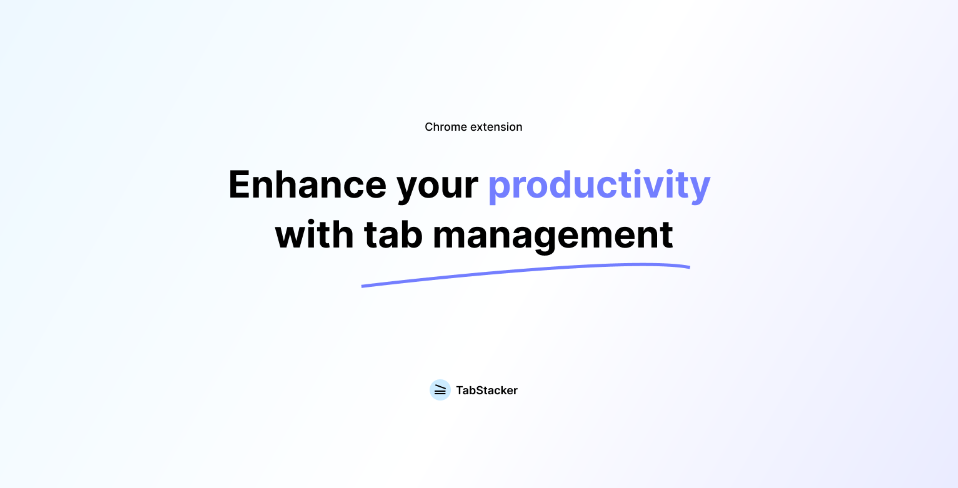 Chrome extension
Enhance your productivity
with tab management
TabStacker